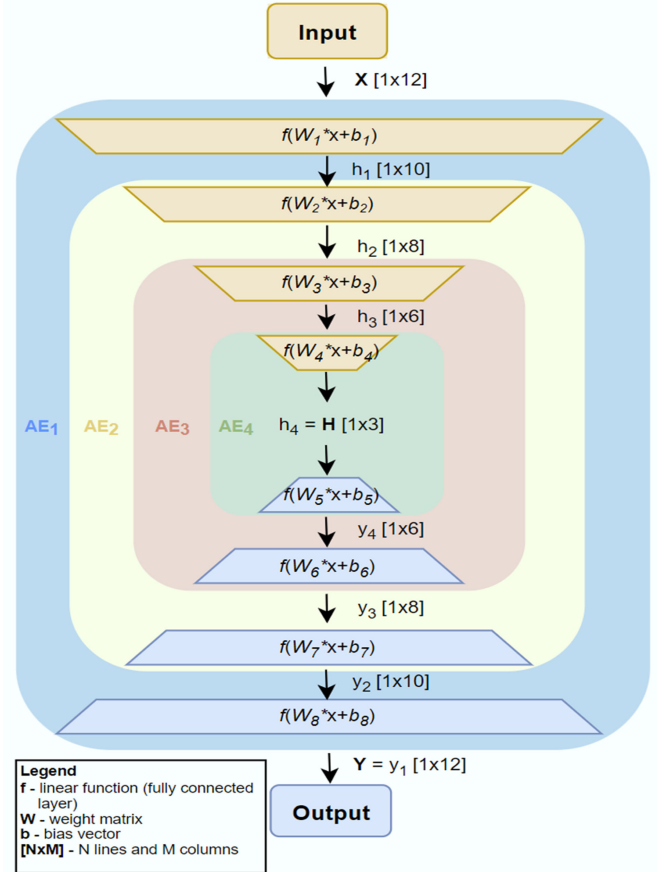 Input
X [1x12]
f(W₁*x+b₁)
h₁ [1x10]
f(W₂*x+b₂)
h₂ [1x8]
f(W₃*x+b₃)
h₃ [1x6]
f(W₄*x+b₄)
AE₁ AE₂ AE₃ AE₄ h₄ = H [1x3]
f(W₅*x+b₅)
y₄ [1x6]
f(W₆*x+b₆)
y₃ [1x8]
f(W₇*x+b₇)
y₂ [1x10]
f(W₈*x+b₈)
Y = y₁ [1x12]
Output
Legend
f - linear function (fully connected
layer)
W - weight matrix
b - bias vector
[NxM] - N lines and M columns